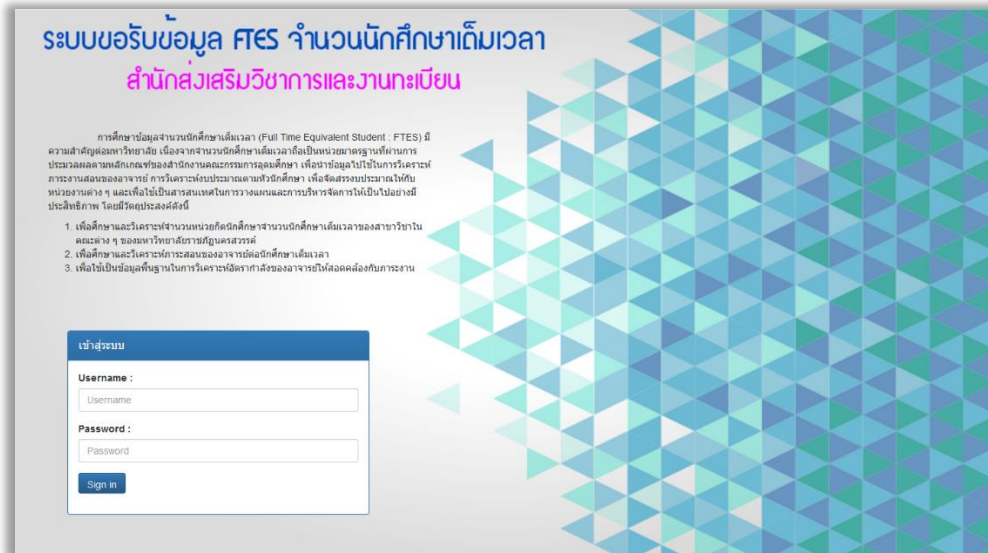 ระบบขอรับข้อมูล FTES จำนวนนักศึกษาเต็มเวลา
สำนักส่งเสริมวิชาการและงานทะเบียน
การศึกษาข้อมูลจำนวนนักศึกษาเต็มเวลา (Full Time Equivalent Student : FTES) มี
ความสำคัญต่อมหาวิทยาลัย เนื่องจากจำนวนนักศึกษาเต็มเวลาถือเป็นหน่วยมาตรฐานที่ผ่านการ
ประมวลผลตามหลักเกณฑ์ของสำนักงานคณะกรรมการอุดมศึกษา เพื่อนำข้อมูลไปใช้ในการวิเคราะห์
ภาระงานสอนของอาจารย์ การวิเคราะห์งบประมาณตามหัวนักศึกษา เพื่อจัดสรรงบประมาณให้กับ
หน่วยงานต่าง ๆ และเพื่อใช้เป็นสารสนเทศในการวางแผนและการบริหารจัดการให้เป็นไปอย่างมี
ประสิทธิภาพ โดยมีวัตถุประสงค์ดังนี้
1. เพื่อศึกษาและวิเคราะห์จำนวนหน่วยกิตนักศึกษาจำนวนนักศึกษาเต็มเวลาของสาขาวิชาใน
คณะต่าง ๆ ของมหาวิทยาลัยราชภัฏนครสวรรค์
2. เพื่อศึกษาและวิเคราะห์ภาระสอนของอาจารย์ต่อนักศึกษาเต็มเวลา
3. เพื่อใช้เป็นข้อมูลพื้นฐานในการวิเคราะห์อัตรากำลังของอาจารย์ให้สอดคล้องกับภาระงาน
เข้าสู่ระบบ
Username :
Username
Password :
Password
Sign in